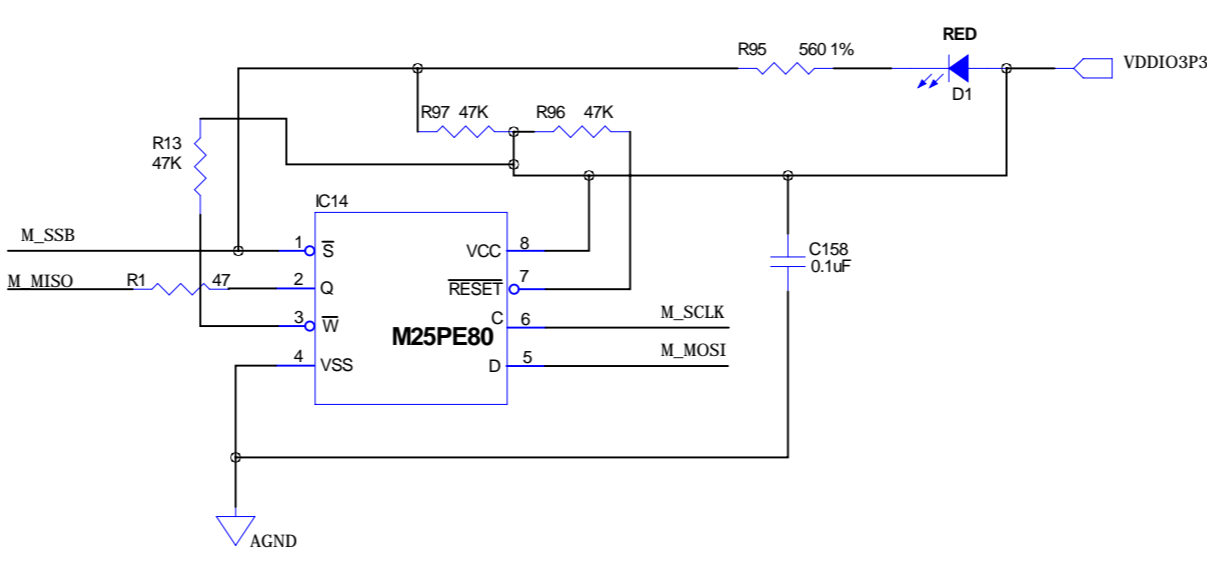 RED
R95 560 1%
VDDIO3P3
D1
R97 47K R96 47K
R13
47K
IC14
M_SSB
1 S
VCC 8
C158
0.1uF
M_MISO R1 47
2 Q
RESET 7
3 W
C 6
M_SCLK
M25PE80
4 VSS
D 5
M_MOSI
AGND